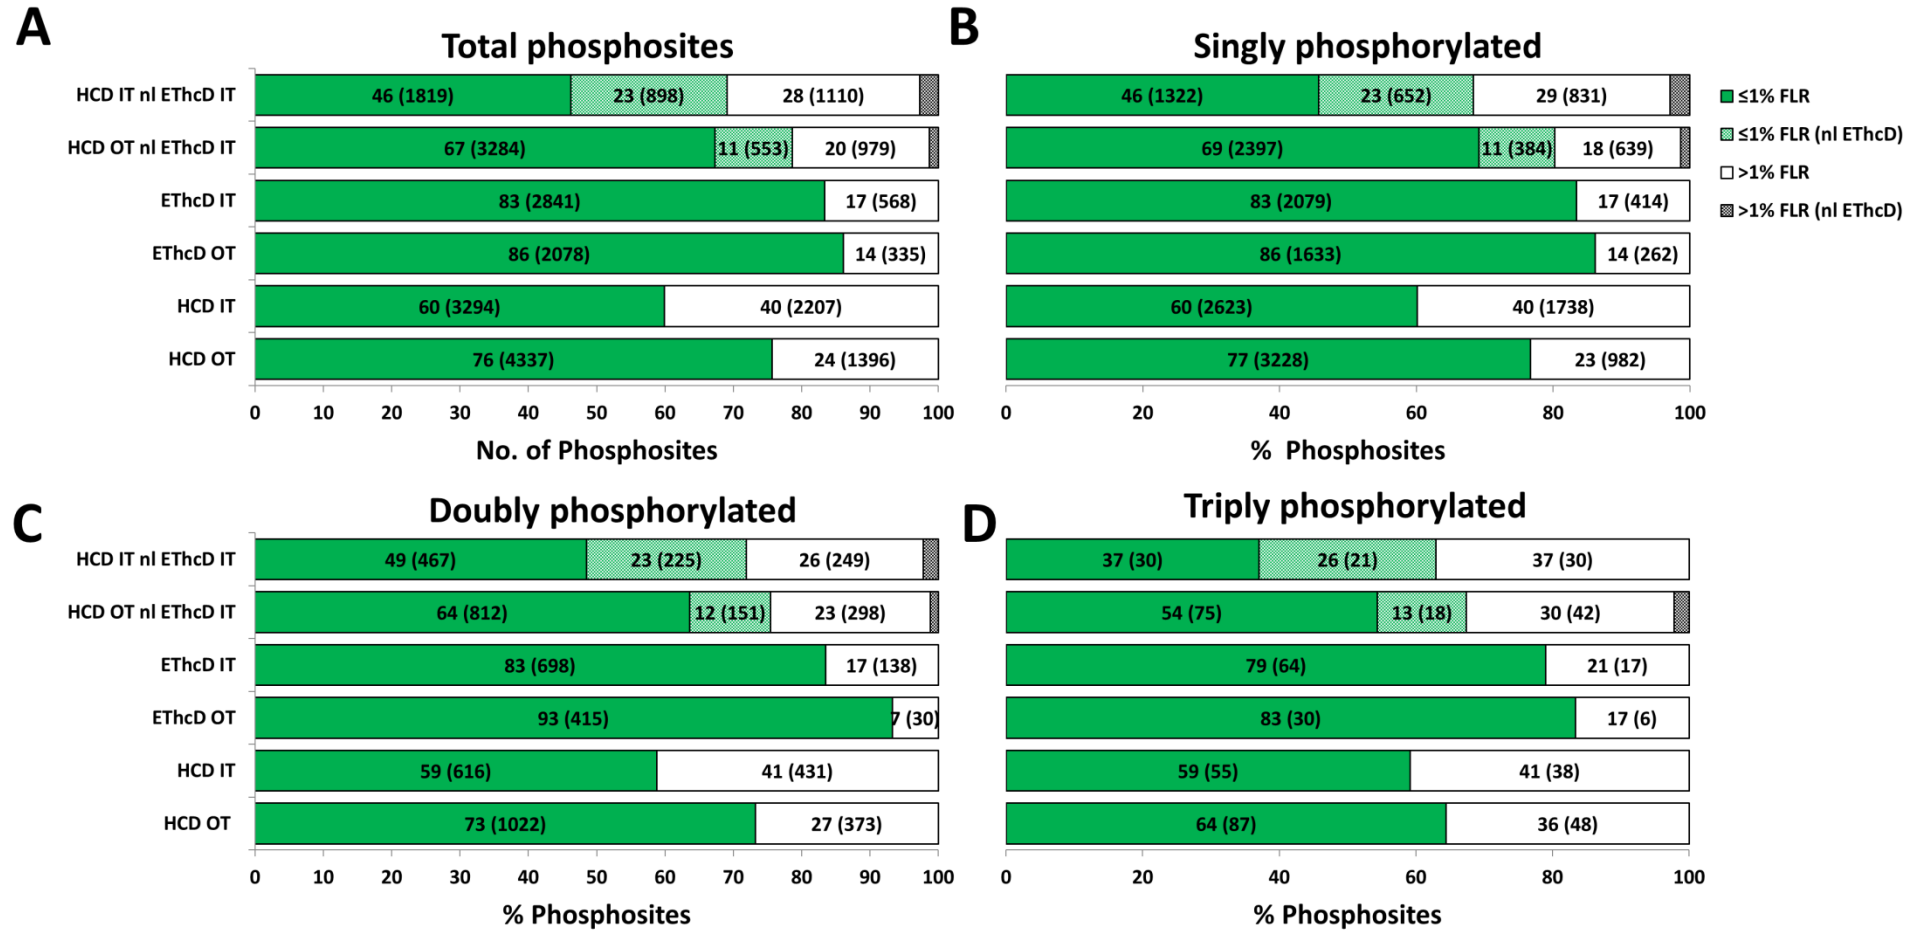 A
Total phosphosites
HCD IT nl EThcD IT
46 (1819) 23 (898) 28 (1110)
HCD OT nl EThcD IT
67 (3284) 11 (553) 20 (979)
EThcD IT
83 (2841) 17 (568)
EThcD OT
86 (2078) 14 (335)
HCD IT
60 (3294) 40 (2207)
HCD OT
76 (4337) 24 (1396)
0 10 20 30 40 50 60 70 80 90 100
No. of Phosphosites
B
Singly phosphorylated
46 (1322) 23 (652) 29 (831)
69 (2397) 11 (384) 18 (639)
83 (2079) 17 (414)
86 (1633) 14 (262)
60 (2623) 40 (1738)
77 (3228) 23 (982)
0 20 40 60 80 100
% Phosphosites
≤1% FLR
≤1% FLR (nl EThcD)
>1% FLR
>1% FLR (nl EThcD)
C
Doubly phosphorylated
HCD IT nl EThcD IT
49 (467) 23 (225) 26 (249)
HCD OT nl EThcD IT
64 (812) 12 (151) 23 (298)
EThcD IT
83 (698) 17 (138)
EThcD OT
93 (415) 7 (30)
HCD IT
59 (616) 41 (431)
HCD OT
73 (1022) 27 (373)
0 10 20 30 40 50 60 70 80 90 100
% Phosphosites
D
Triply phosphorylated
37 (30) 26 (21) 37 (30)
54 (75) 13 (18) 30 (42)
79 (64) 21 (17)
83 (30) 17 (6)
59 (55) 41 (38)
64 (87) 36 (48)
0 20 40 60 80 100
% Phosphosites